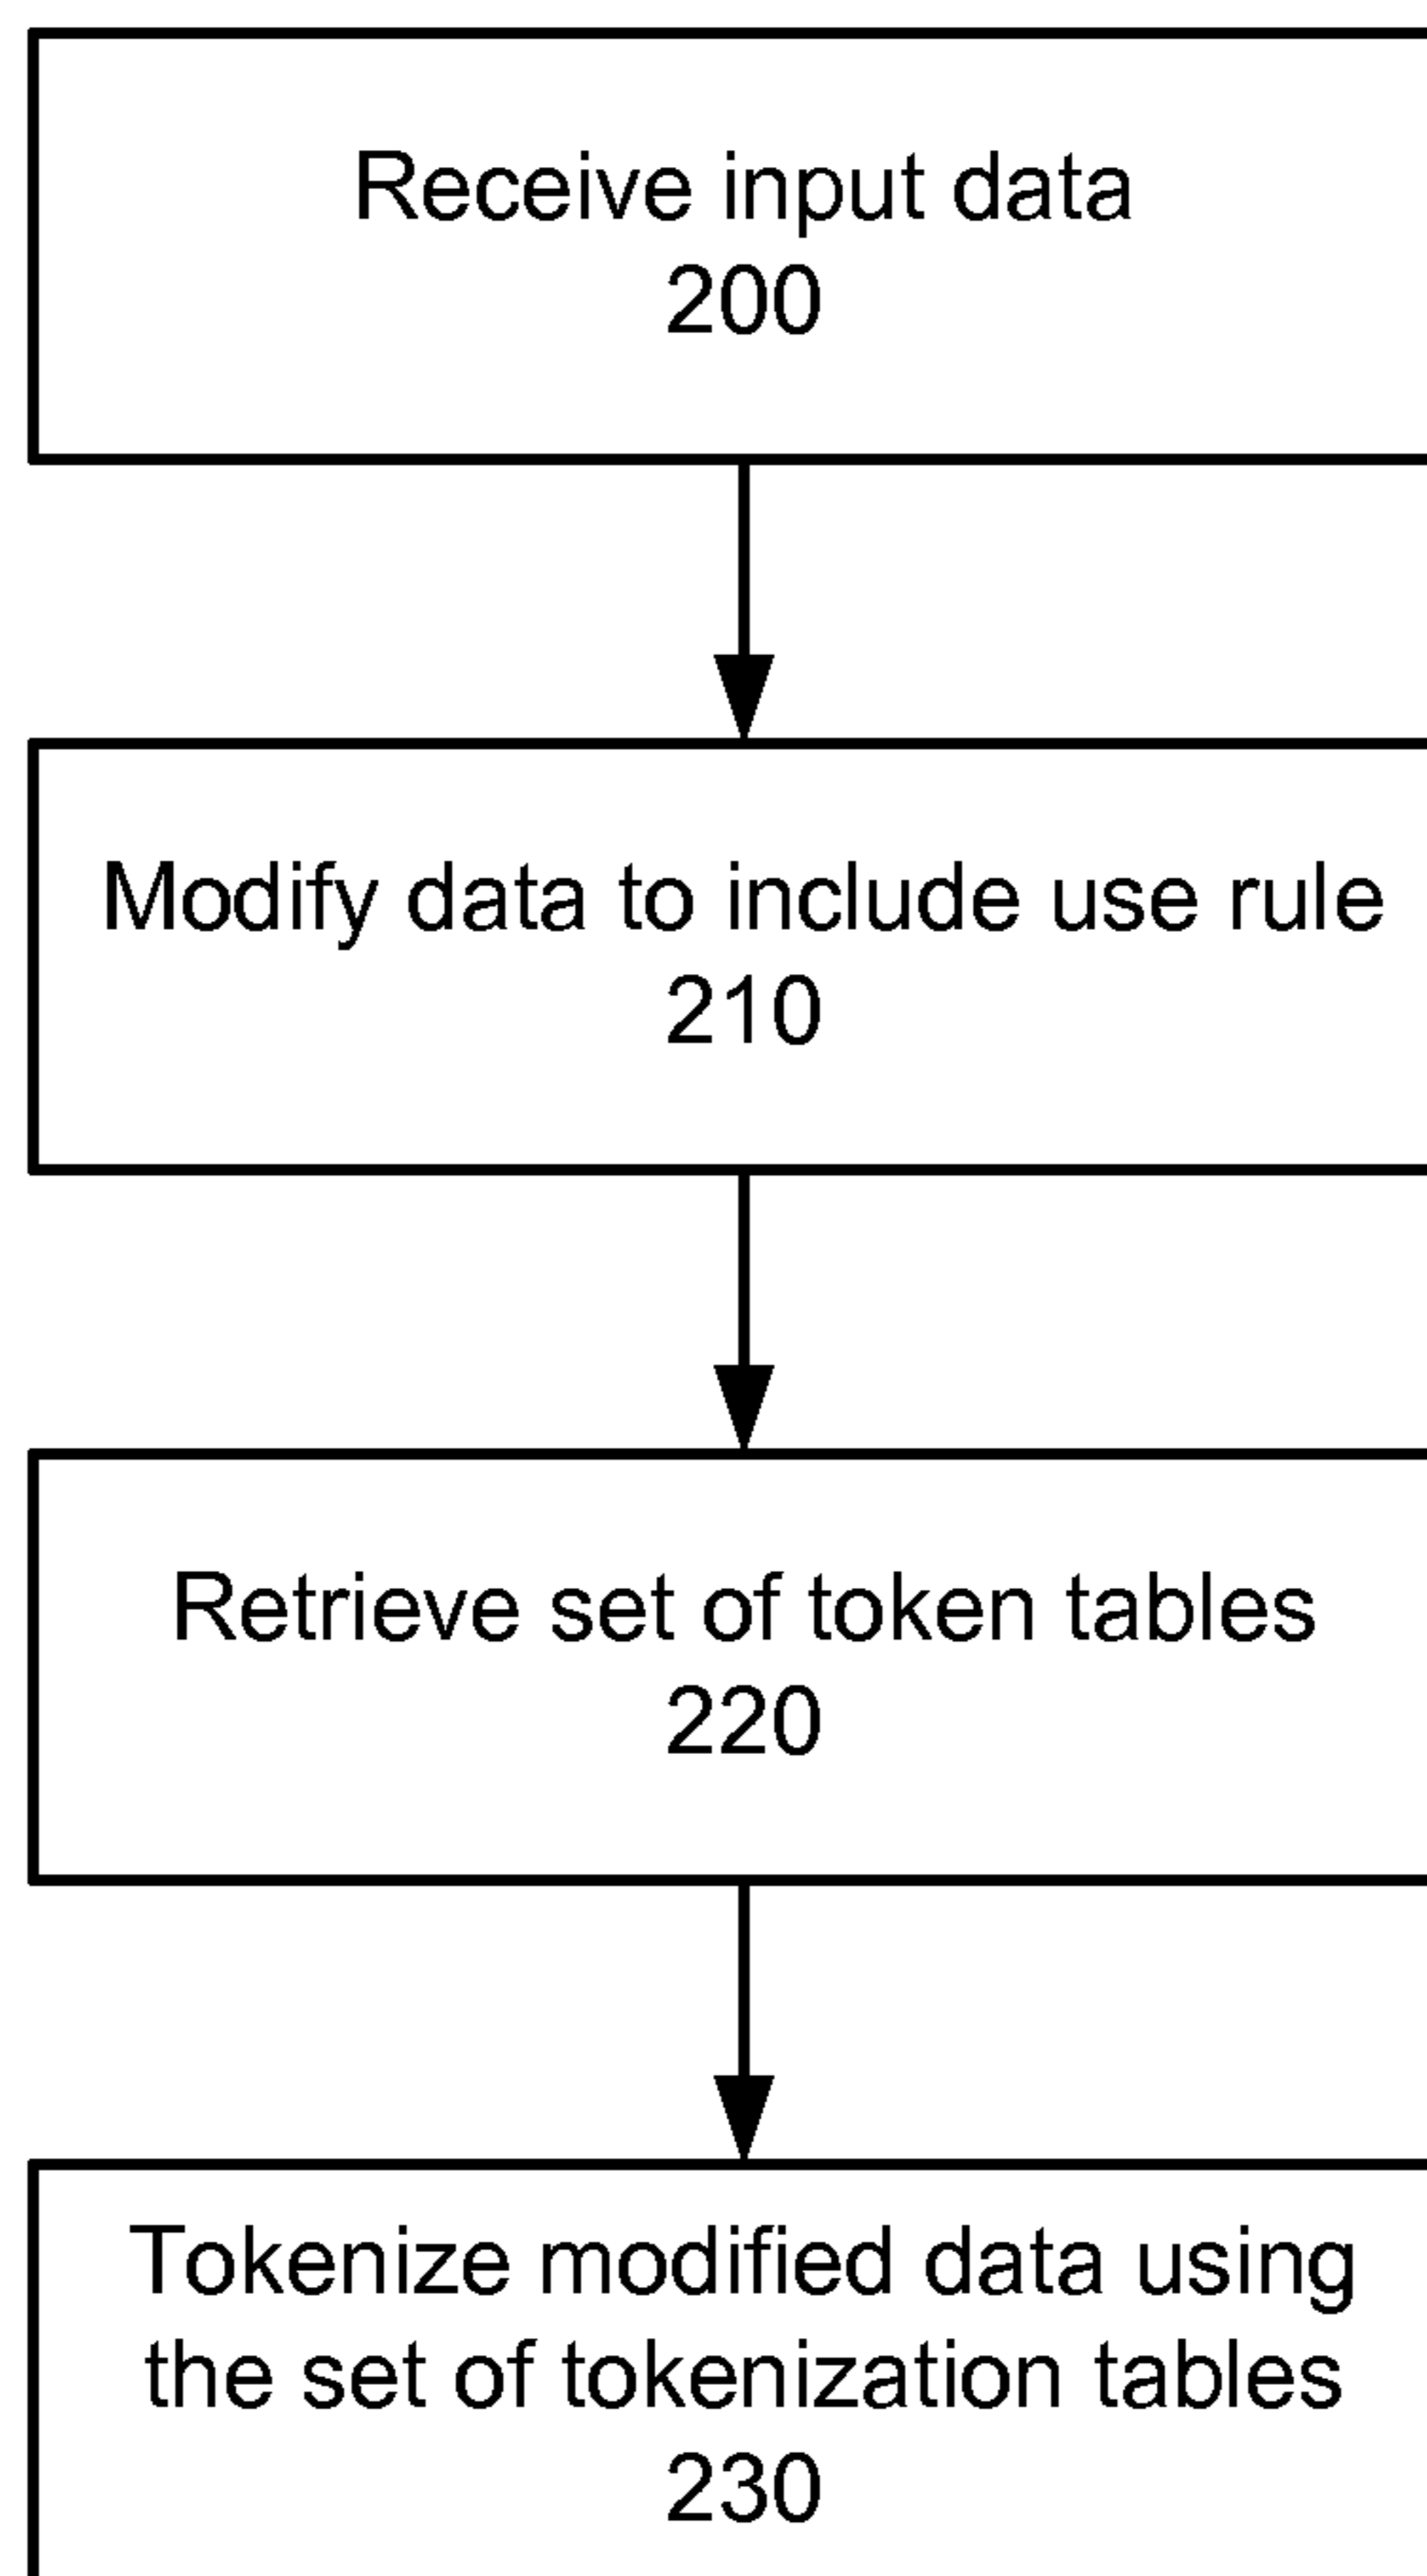 Receive input data
200
Modify data to include use rule
210
Retrieve set of token tables
220
Tokenize modified data using
the set of tokenization tables
230